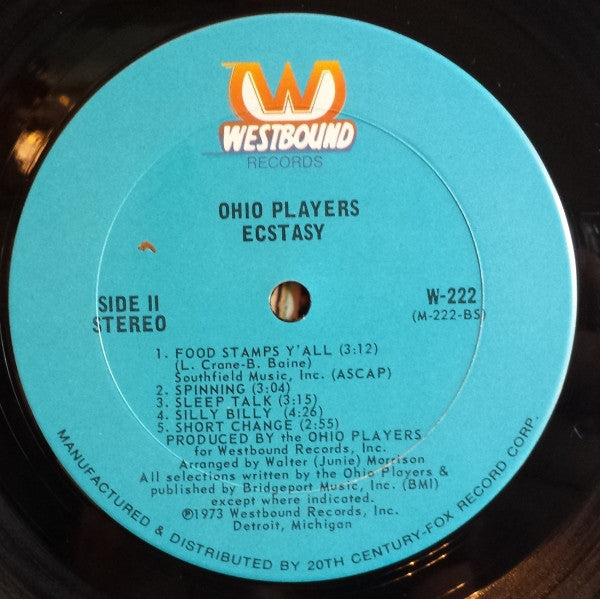 W
WESTBOUND
RECORDS
OHIO PLAYERS
ECSTASY
SIDE II
STEREO
W-222
(M-222-BS)
1. FOOD STAMPS Y'ALL (3:12)
(L. Crane-B. Baine)
Southfield Music, Inc. (ASCAP)
2. SPINNING (3:04)
3. SLEEP TALK (3:15)
4. SILLY BILLY (4:26)
5. SHORT CHANGE (2:55)
PRODUCED BY the OHIO PLAYERS
for Westbound Records, Inc.
Arranged by Walter (Junie) Morrison
All selections written by the Ohio Players &
published by Bridgeport Music, Inc. (BMI)
except where indicated.
℗1973 Westbound Records, Inc.
Detroit, Michigan
MANUFACTURED & DISTRIBUTED BY 20TH CENTURY-FOX RECORD CORP.